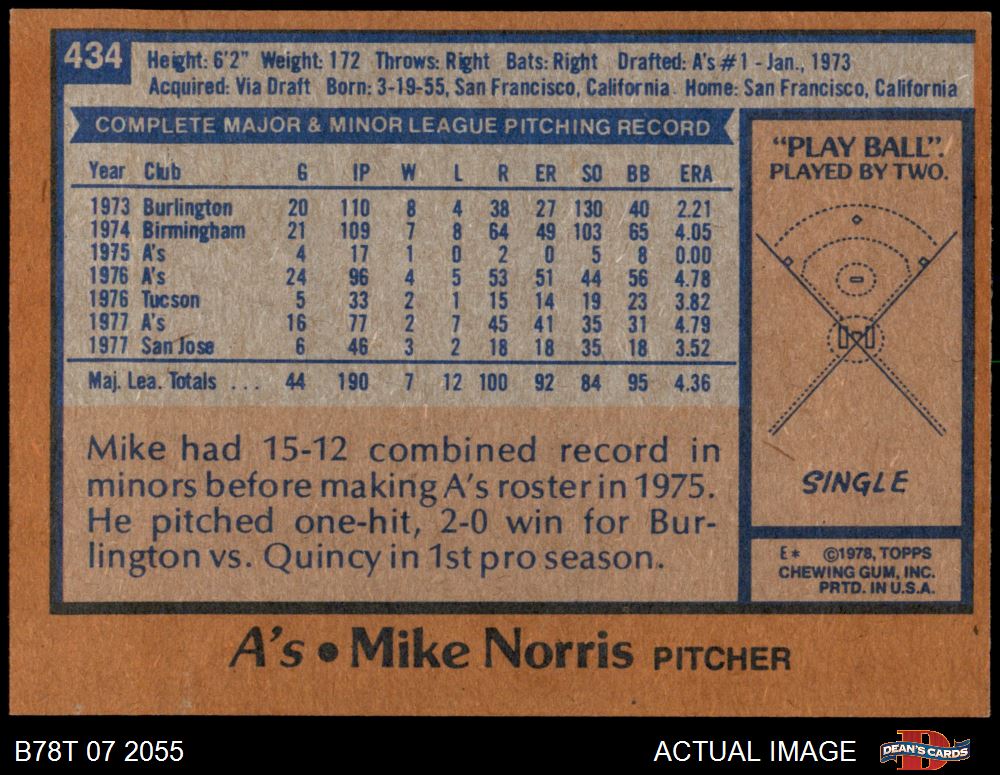 434
Height: 6'2" Weight: 172 Throws: Right Bats: Right Drafted: A's #1 - Jan., 1973
Acquired: Via Draft Born: 3-19-55, San Francisco, California Home: San Francisco, California
COMPLETE MAJOR & MINOR LEAGUE PITCHING RECORD
Year Club G IP W L R ER SO BB ERA
1973 Burlington 20 110 8 4 38 27 130 40 2.21
1974 Birmingham 21 109 7 8 64 49 103 65 4.05
1975 A's 4 17 1 0 2 0 5 8 0.00
1976 A's 24 96 4 5 53 51 44 56 4.78
1976 Tucson 5 33 2 1 15 14 19 23 3.82
1977 A's 16 77 2 7 45 41 35 31 4.79
1977 San Jose 6 46 3 2 18 18 35 18 3.52
Maj. Lea. Totals ... 44 190 7 12 100 92 84 95 4.36
Mike had 15-12 combined record in
minors before making A's roster in 1975.
He pitched one-hit, 2-0 win for Bur-
lington vs. Quincy in 1st pro season.
"PLAY BALL".
PLAYED BY TWO.
SINGLE
E* ©1978, TOPPS
CHEWING GUM, INC.
PRTD. IN U.S.A.
A's • Mike Norris PITCHER
B78T 07 2055
ACTUAL IMAGE
DEAN'S CARDS